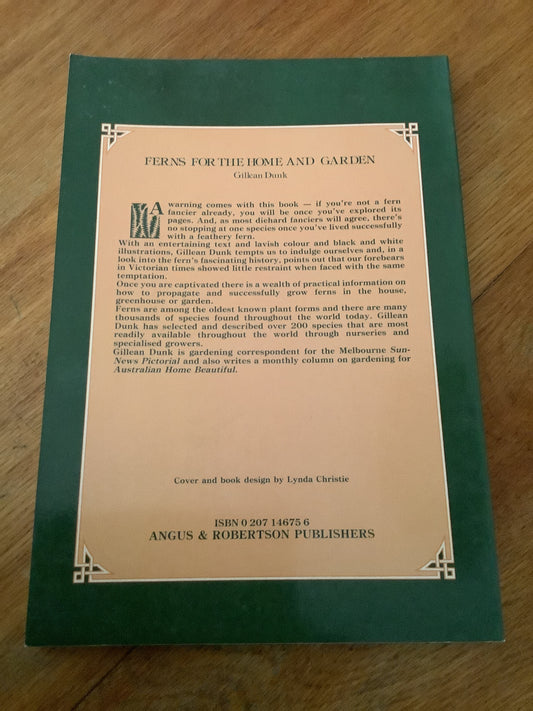 FERNS FOR THE HOME AND GARDEN
Gillean Dunk
A warning comes with this book — if you're not a fern
fancier already, you will be once you've explored its
pages. And, as most diehard fanciers will agree, there's
no stopping at one species once you've lived successfully
with a feathery fern.
With an entertaining text and lavish colour and black and white
illustrations, Gillean Dunk tempts us to indulge ourselves and, in a
look into the fern's fascinating history, points out that our forebears
in Victorian times showed little restraint when faced with the same
temptation.
Once you are captivated there is a wealth of practical information on
how to propagate and successfully grow ferns in the house,
greenhouse or garden.
Ferns are among the oldest known plant forms and there are many
thousands of species found throughout the world today. Gillean
Dunk has selected and described over 200 species that are most
readily available throughout the world through nurseries and
specialised growers.
Gillean Dunk is gardening correspondent for the Melbourne Sun-
News Pictorial and also writes a monthly column on gardening for
Australian Home Beautiful.
Cover and book design by Lynda Christie
ISBN 0 207 14675 6
ANGUS & ROBERTSON PUBLISHERS